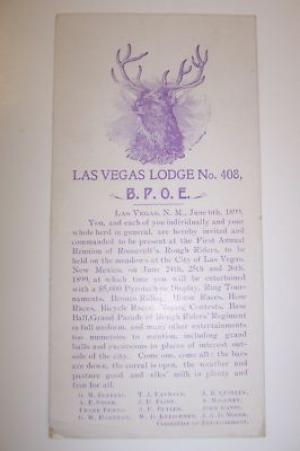 LAS VEGAS LODGE No. 408,
B. P. O. E.
LAS VEGAS, N. M., June 6th, 1899.
You, and each of you individually and your
whole herd in general, are hereby invited and
commanded to be present at the First Annual
Reunion of Roosevelt's Rough Riders, to be
held on the meadows at the City of Las Vegas,
New Mexico, on June 24th, 25th and 26th,
1899, at which time you will be entertained
with a $5,000 Pyrotechnic Display, Ring Tour-
naments, Bronco Riding, Horse Races, Hose
Races, Bicycle Races, Roping Contests, Base
Ball, Grand Parade of Rough Riders' Regiment
in full uniform, and many other entertainments
too numerous to mention, including grand
balls and excursions to places of interest out-
side of the city. Come one, come all! the bars
are down, the corral is open, the weather and
pasture good and elks' milk in plenty and
free for all.